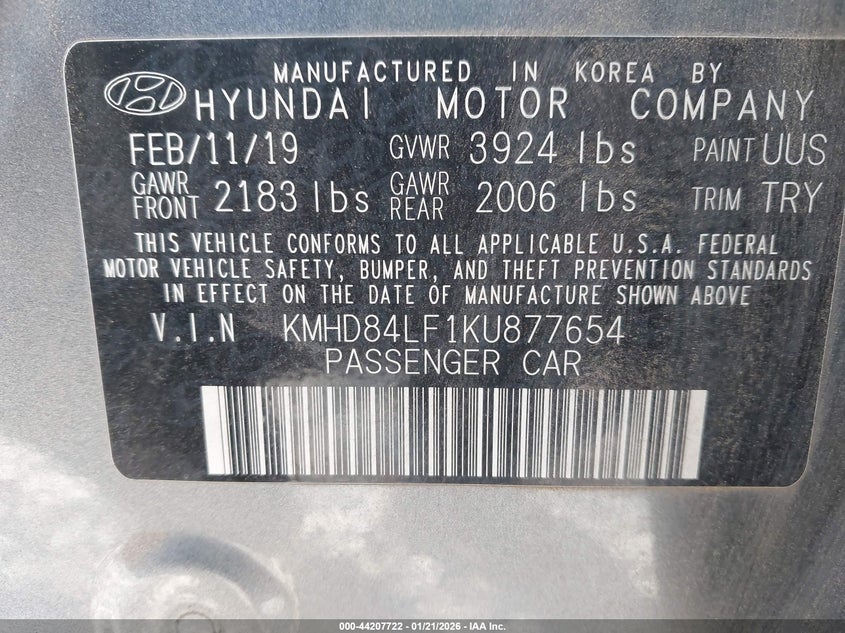 MANUFACTURED IN KOREA BY
HYUNDAI MOTOR COMPANY
FEB/11/19 GVWR 3924 lbs PAINT UUS
GAWR FRONT 2183 lbs GAWR REAR 2006 lbs TRIM TRY
THIS VEHICLE CONFORMS TO ALL APPLICABLE U.S.A. FEDERAL
MOTOR VEHICLE SAFETY, BUMPER, AND THEFT PREVENTION STANDARDS
IN EFFECT ON THE DATE OF MANUFACTURE SHOWN ABOVE
V.I.N KMHD84LF1KU877654
PASSENGER CAR
000-44207722 - 01/21/2026 - IAA Inc.